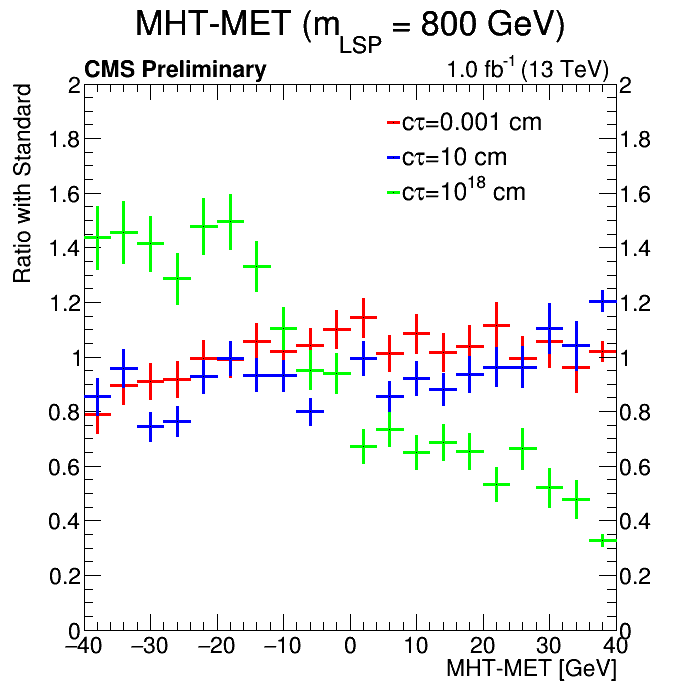 MHT-MET (m_LSP = 800 GeV)
CMS Preliminary
1.0 fb⁻¹ (13 TeV)
Ratio with Standard
cτ=0.001 cm
cτ=10 cm
cτ=10¹⁸ cm
2 2
1.8 1.8
1.6 1.6
1.4 1.4
1.2 1.2
1 1
0.8 0.8
0.6 0.6
0.4 0.4
0.2 0.2
0 0
−40 −30 −20 −10 0 10 20 30 40
MHT-MET [GeV]